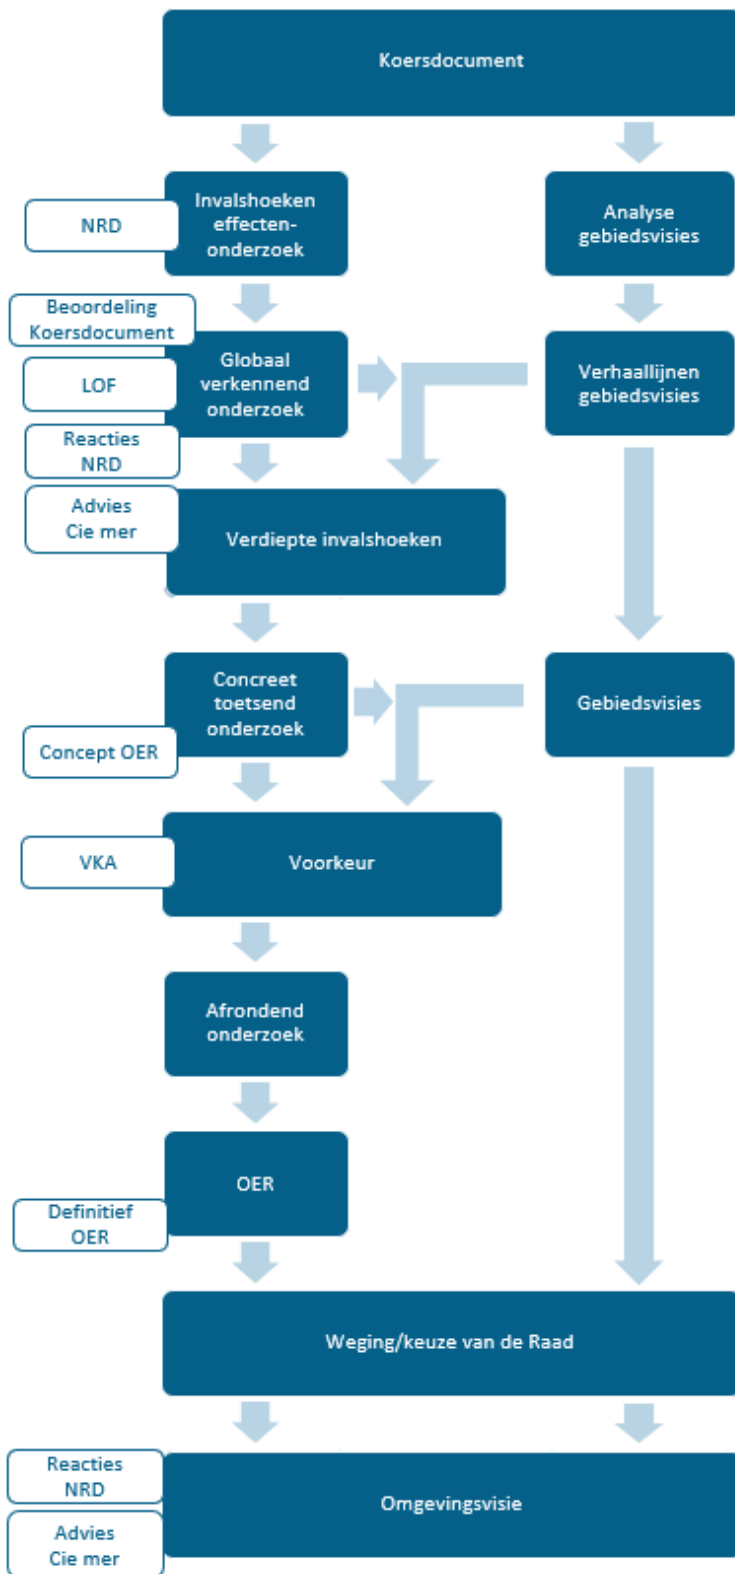 Koersdocument
NRD
Invalshoeken
effecten-
onderzoek
Analyse
gebiedsvisies
Beoordeling
Koersdocument
LOF
Globaal
verkennend
onderzoek
Verhaallijnen
gebiedsvisies
Reacties
NRD
Advies
Cie mer
Verdiepte invalshoeken
Concreet
toetsend
onderzoek
Gebiedsvisies
Concept OER
VKA
Voorkeur
Afrondend
onderzoek
OER
Definitief
OER
Weging/keuze van de Raad
Reacties
NRD
Omgevingsvisie
Advies
Cie mer